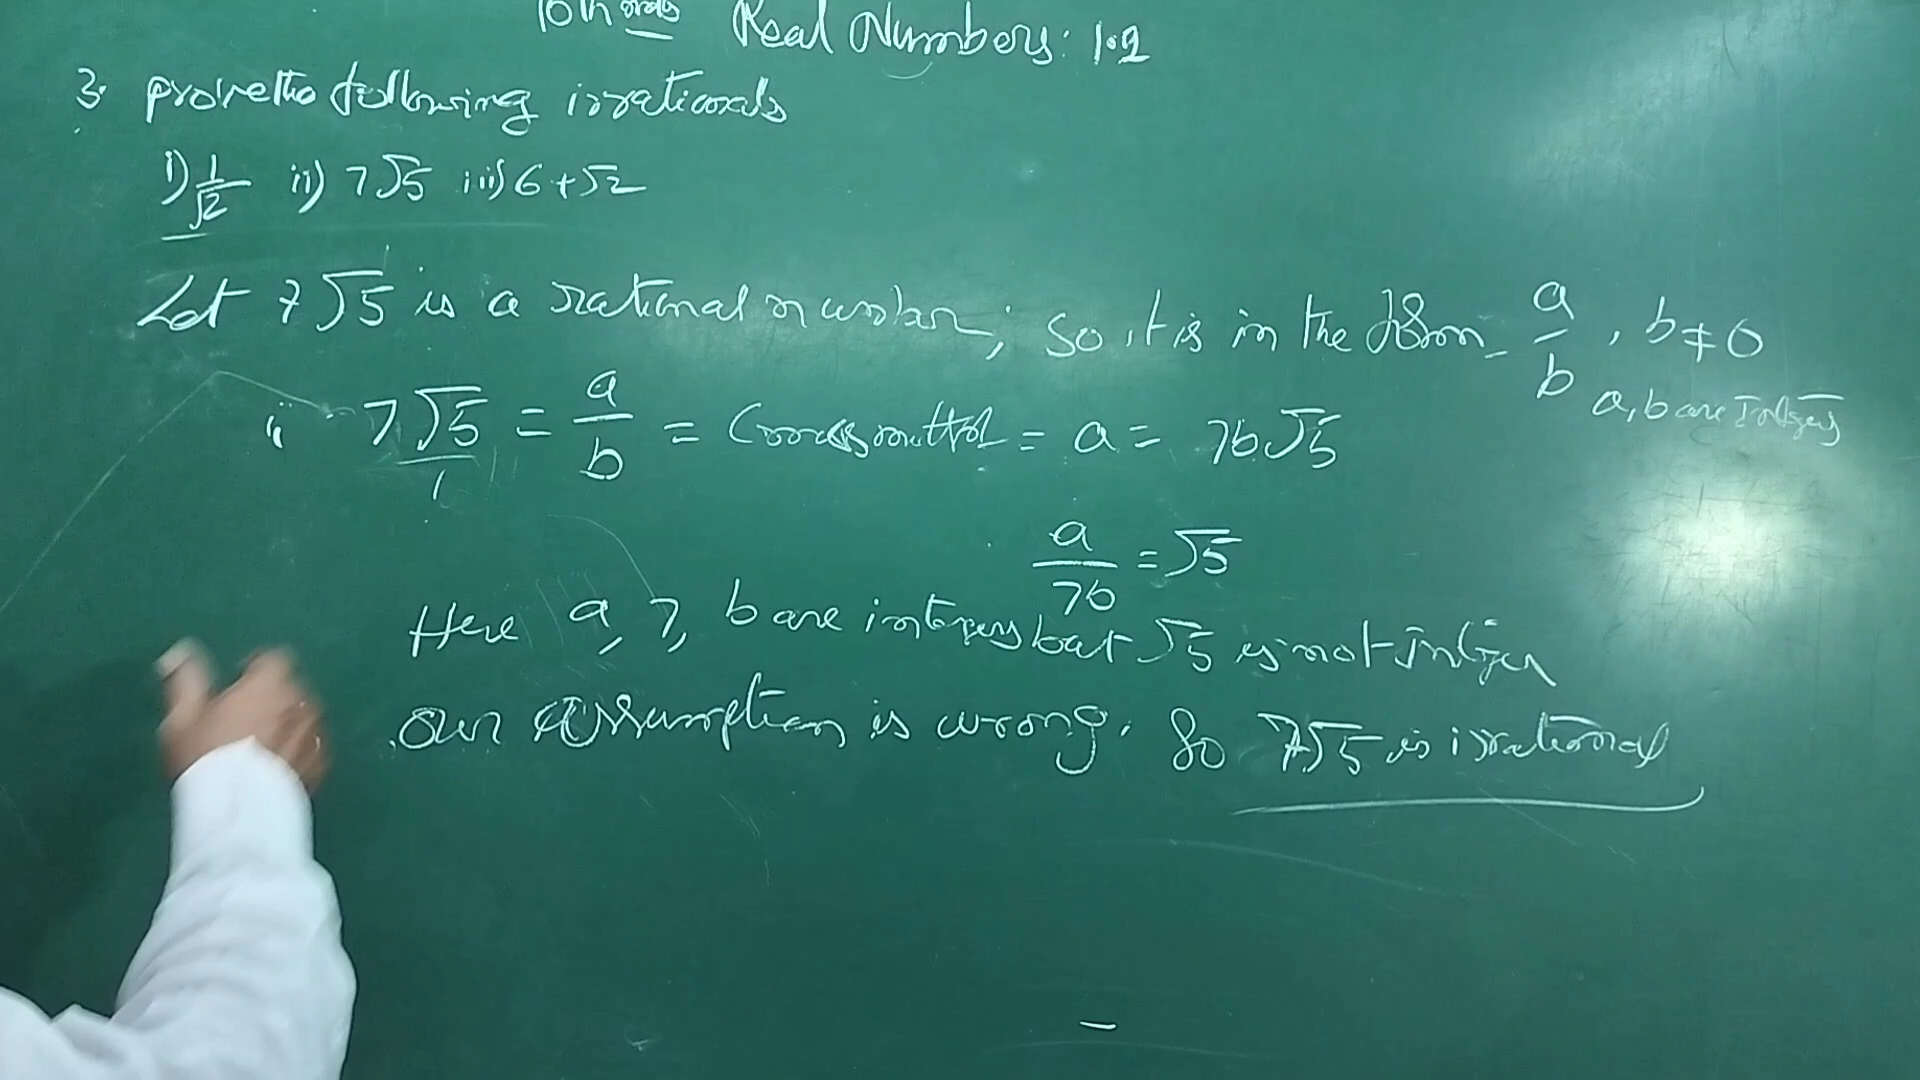 10th maths Real Numbers: 1.2
3. prove the following irrationals
i) 1/√2 ii) 7√5 iii) 6+√2
Let 7√5 is a rational number; so it is in the form a/b, b≠0
a, b are Integers
7√5/1 = a/b = Cross = a = 7b√5
a/7b = √5
Here a, 7, b are integers but √5 is not Integer
our assumption is wrong. So 7√5 is irrational